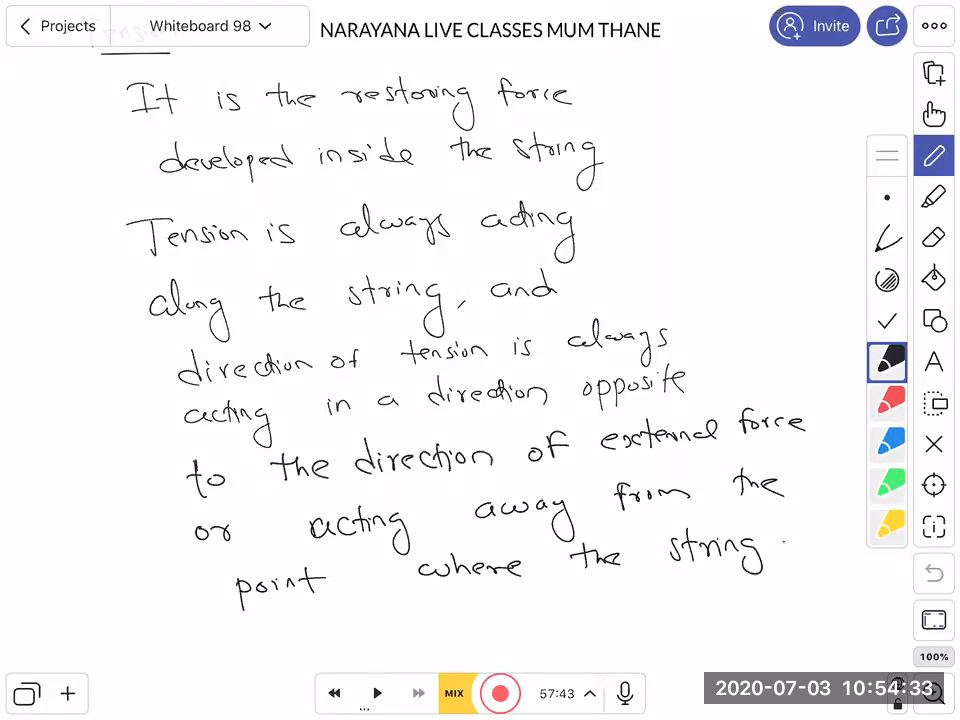 Projects
Whiteboard 98
NARAYANA LIVE CLASSES MUM THANE
Invite
Tension
It is the restoring force
developed inside the string
Tension is always acting
along the string, and
direction of tension is always
acting in a direction opposite
to the direction of external force
or acting away from the
point where the string
A
100%
MIX
57:43
2020-07-03 10:54:33